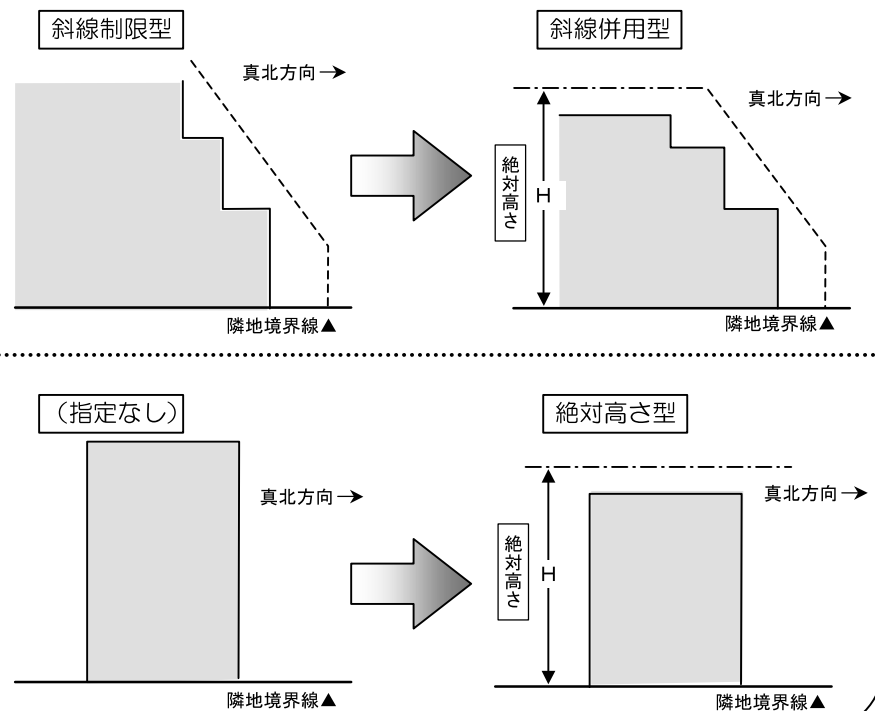 斜線制限型
真北方向→
隣地境界線▲
斜線併用型
真北方向→
絶対高さ
H
隣地境界線▲
（指定なし）
真北方向→
隣地境界線▲
絶対高さ型
真北方向→
絶対高さ
H
隣地境界線▲